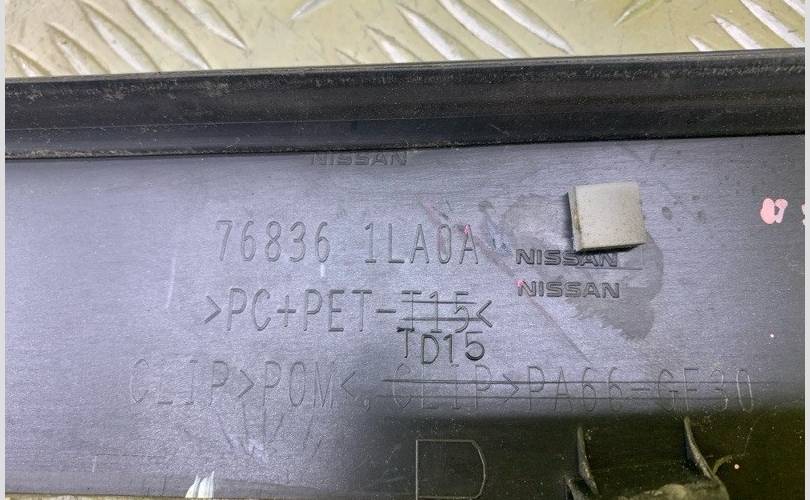 NISSAN
76836 1LA0A
NISSAN
NISSAN
>PC+PET-T15<
TD15
CLIP>POM<, CLIP>PA66-GF30
D